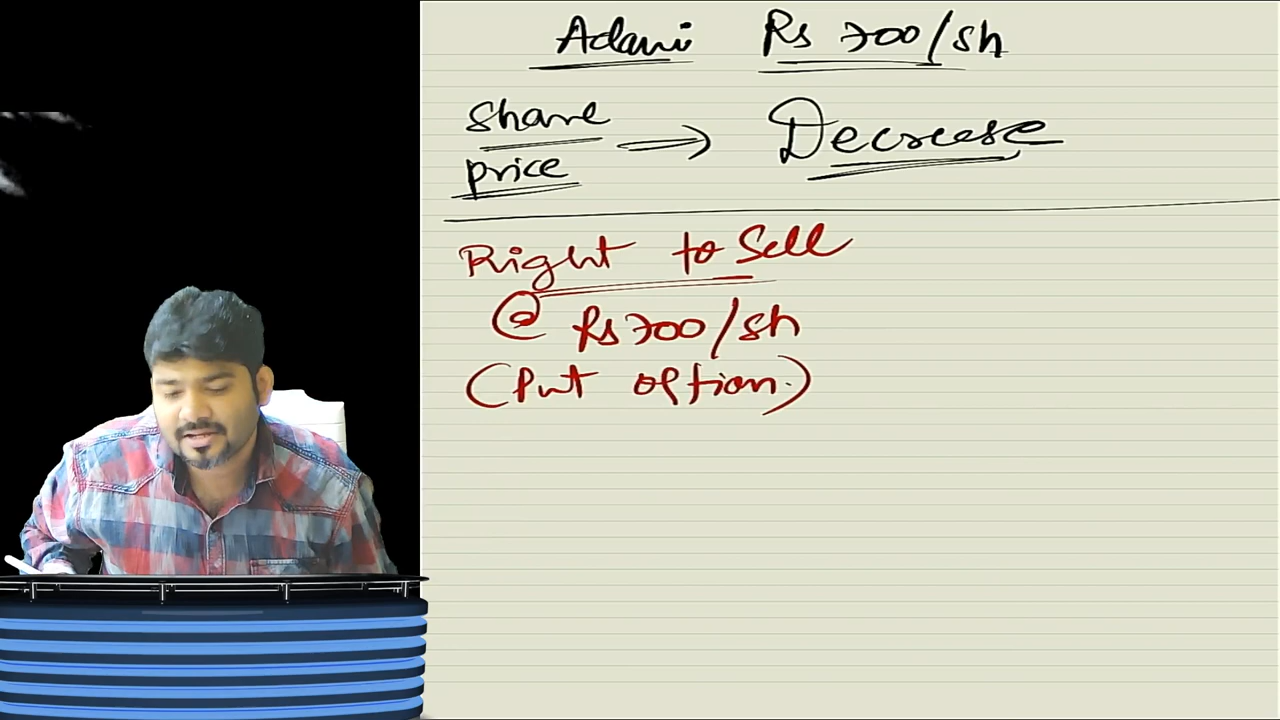 Adani Rs 700/sh
Share price ⇒ Decrease
Right to Sell
@ Rs 700/sh
(Put option.)